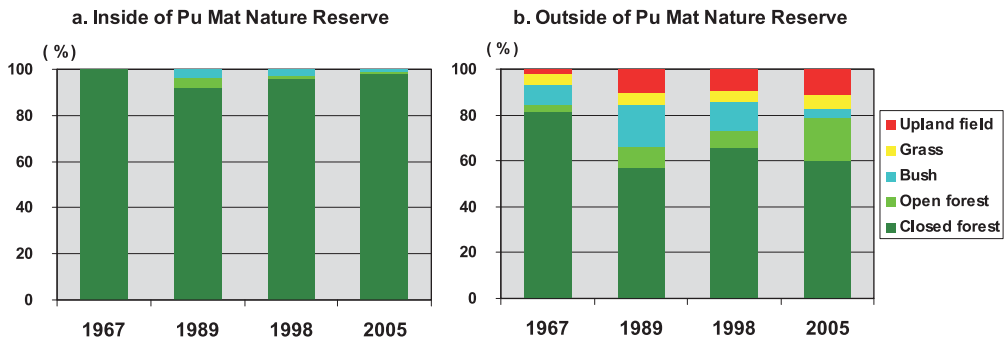 a. Inside of Pu Mat Nature Reserve
( %)
100
80
60
40
20
0
1967 1989 1998 2005
b. Outside of Pu Mat Nature Reserve
( %)
100
80
60
40
20
0
1967 1989 1998 2005
Upland field
Grass
Bush
Open forest
Closed forest